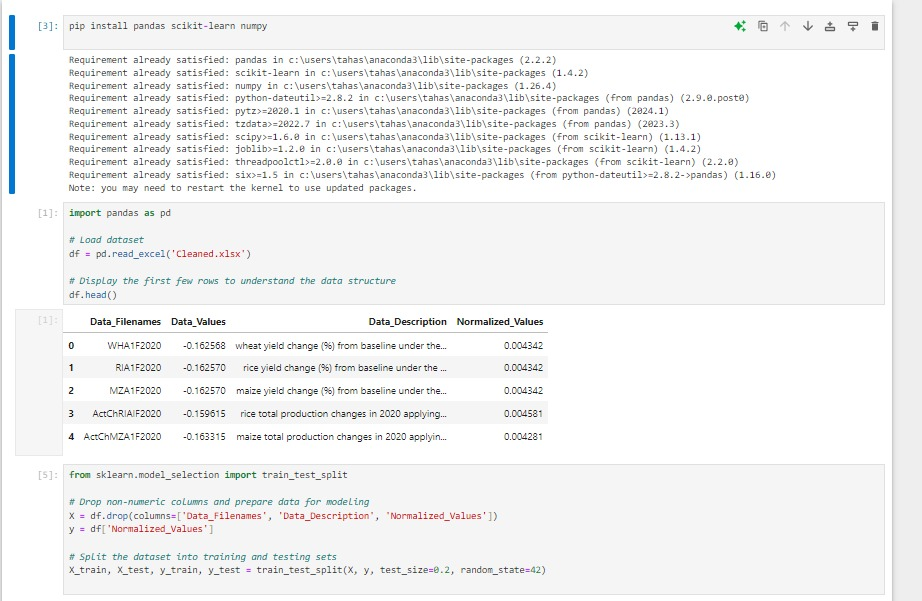 [3]: pip install pandas scikit-learn numpy
Requirement already satisfied: pandas in c:\users\tahas\anaconda3\lib\site-packages (2.2.2)
Requirement already satisfied: scikit-learn in c:\users\tahas\anaconda3\lib\site-packages (1.4.2)
Requirement already satisfied: numpy in c:\users\tahas\anaconda3\lib\site-packages (1.26.4)
Requirement already satisfied: python-dateutil>=2.8.2 in c:\users\tahas\anaconda3\lib\site-packages (from pandas) (2.9.0.post0)
Requirement already satisfied: pytz>=2020.1 in c:\users\tahas\anaconda3\lib\site-packages (from pandas) (2024.1)
Requirement already satisfied: tzdata>=2022.7 in c:\users\tahas\anaconda3\lib\site-packages (from pandas) (2023.3)
Requirement already satisfied: scipy>=1.6.0 in c:\users\tahas\anaconda3\lib\site-packages (from scikit-learn) (1.13.1)
Requirement already satisfied: joblib>=1.2.0 in c:\users\tahas\anaconda3\lib\site-packages (from scikit-learn) (1.4.2)
Requirement already satisfied: threadpoolctl>=2.0.0 in c:\users\tahas\anaconda3\lib\site-packages (from scikit-learn) (2.2.0)
Requirement already satisfied: six>=1.5 in c:\users\tahas\anaconda3\lib\site-packages (from python-dateutil>=2.8.2->pandas) (1.16.0)
Note: you may need to restart the kernel to use updated packages.
[1]: import pandas as pd
# Load dataset
df = pd.read_excel('Cleaned.xlsx')
# Display the first few rows to understand the data structure
df.head()
[1]: Data_Filenames Data_Values Data_Description Normalized_Values
0 WHA1F2020 -0.162568 wheat yield change (%) from baseline under the... 0.004342
1 RIA1F2020 -0.162570 rice yield change (%) from baseline under the ... 0.004342
2 MZA1F2020 -0.162570 maize yield change (%) from baseline under the... 0.004342
3 ActChRIAIF2020 -0.159615 rice total production changes in 2020 applying... 0.004581
4 ActChMZA1F2020 -0.163315 maize total production changes in 2020 applyin... 0.004281
[5]: from sklearn.model_selection import train_test_split
# Drop non-numeric columns and prepare data for modeling
X = df.drop(columns=['Data_Filenames', 'Data_Description', 'Normalized_Values'])
y = df['Normalized_Values']
# Split the dataset into training and testing sets
X_train, X_test, y_train, y_test = train_test_split(X, y, test_size=0.2, random_state=42)